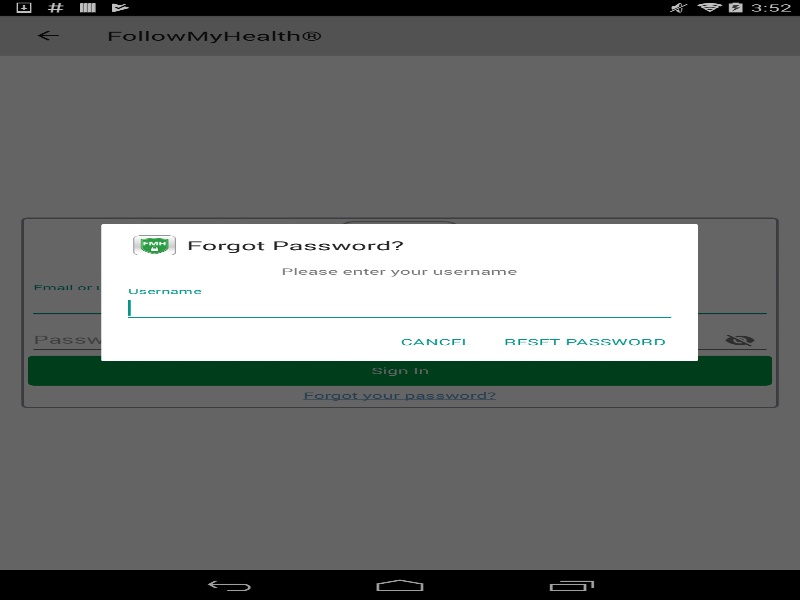 3:52
FollowMyHealth®
FMH
Forgot Password?
Please enter your username
Username
Email or u
Passw
CANCEL
RESET PASSWORD
Sign In
Forgot your password?